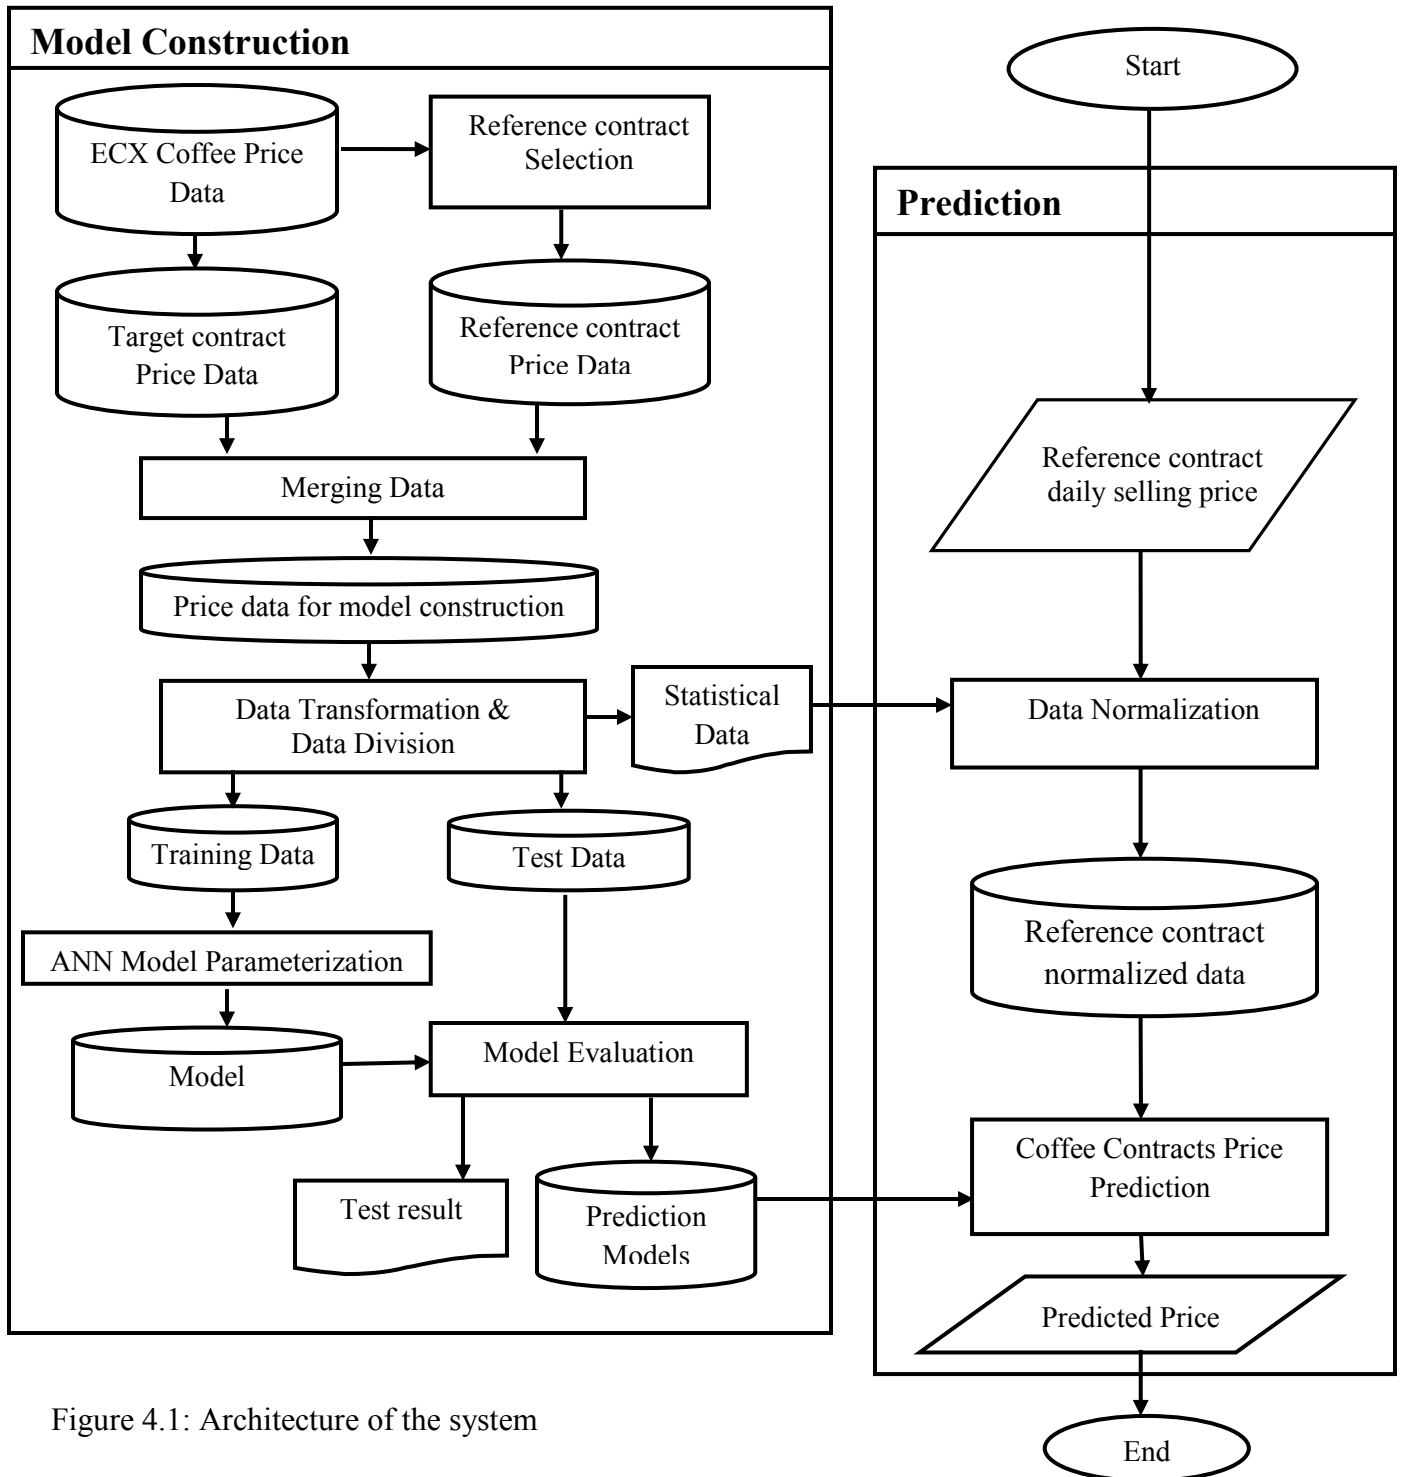 Model Construction
ECX Coffee Price
Data
Reference contract
Selection
Target contract
Price Data
Reference contract
Price Data
Merging Data
Price data for model construction
Data Transformation &
Data Division
Statistical
Data
Training Data
Test Data
ANN Model Parameterization
Model
Model Evaluation
Test result
Prediction
Models
Start
Prediction
Reference contract
daily selling price
Data Normalization
Reference contract
normalized data
Coffee Contracts Price
Prediction
Predicted Price
End
Figure 4.1: Architecture of the system